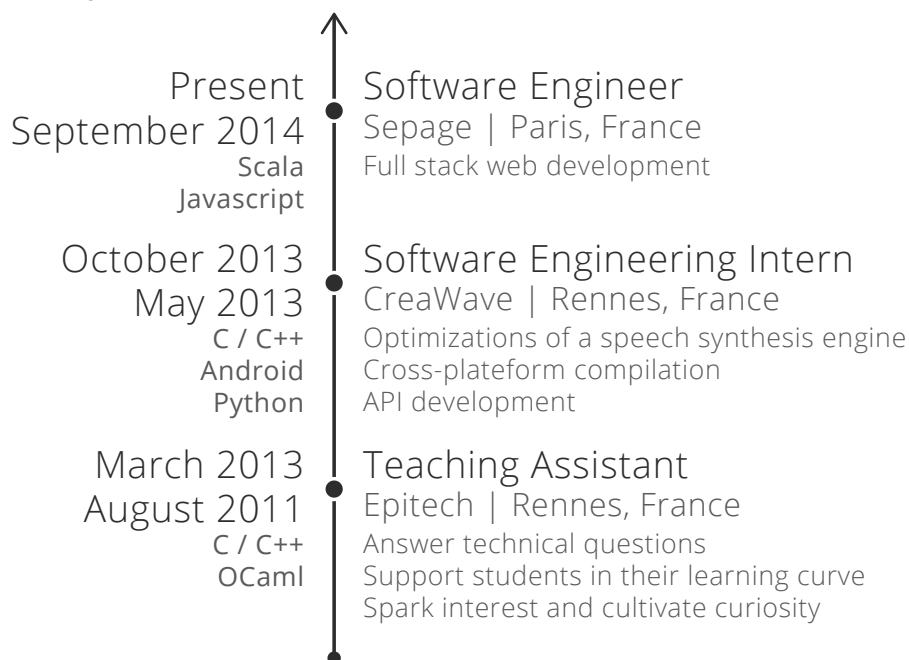 Present
September 2014
Scala
Javascript
Software Engineer
Sepage | Paris, France
Full stack web development
October 2013
May 2013
C / C++
Android
Python
Software Engineering Intern
CreaWave | Rennes, France
Optimizations of a speech synthesis engine
Cross-plateform compilation
API development
March 2013
August 2011
C / C++
OCaml
Teaching Assistant
Epitech | Rennes, France
Answer technical questions
Support students in their learning curve
Spark interest and cultivate curiosity